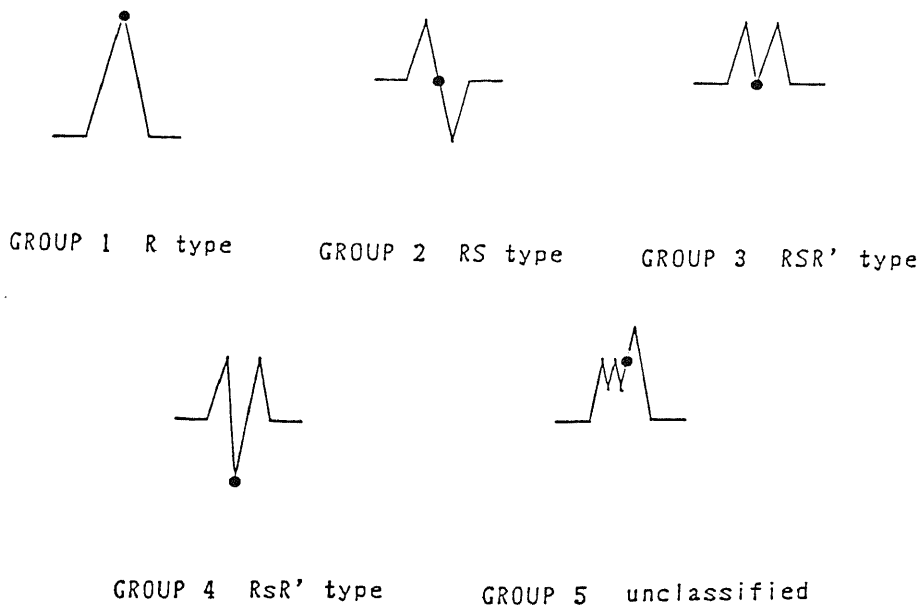 GROUP 1 R type
GROUP 2 RS type
GROUP 3 RSR' type
GROUP 4 RsR' type
GROUP 5 unclassified